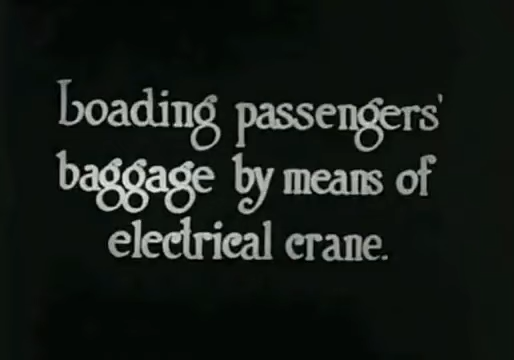 Loading passengers'
baggage by means of
electrical crane.